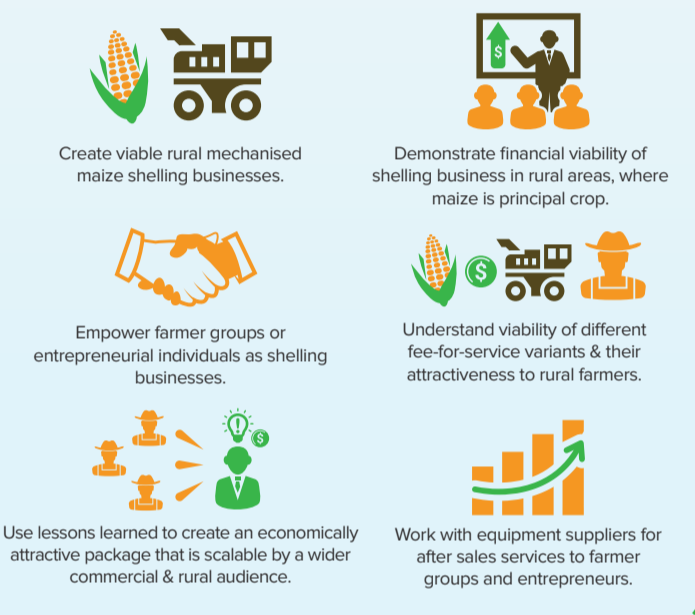 $
Create viable rural mechanised
maize shelling businesses.
Demonstrate financial viability of
shelling business in rural areas, where
maize is principal crop.
Empower farmer groups or
entrepreneurial individuals as shelling
businesses.
$
Understand viability of different
fee-for-service variants & their
attractiveness to rural farmers.
$
Use lessons learned to create an economically
attractive package that is scalable by a wider
commercial & rural audience.
Work with equipment suppliers for
after sales services to farmer
groups and entrepreneurs.